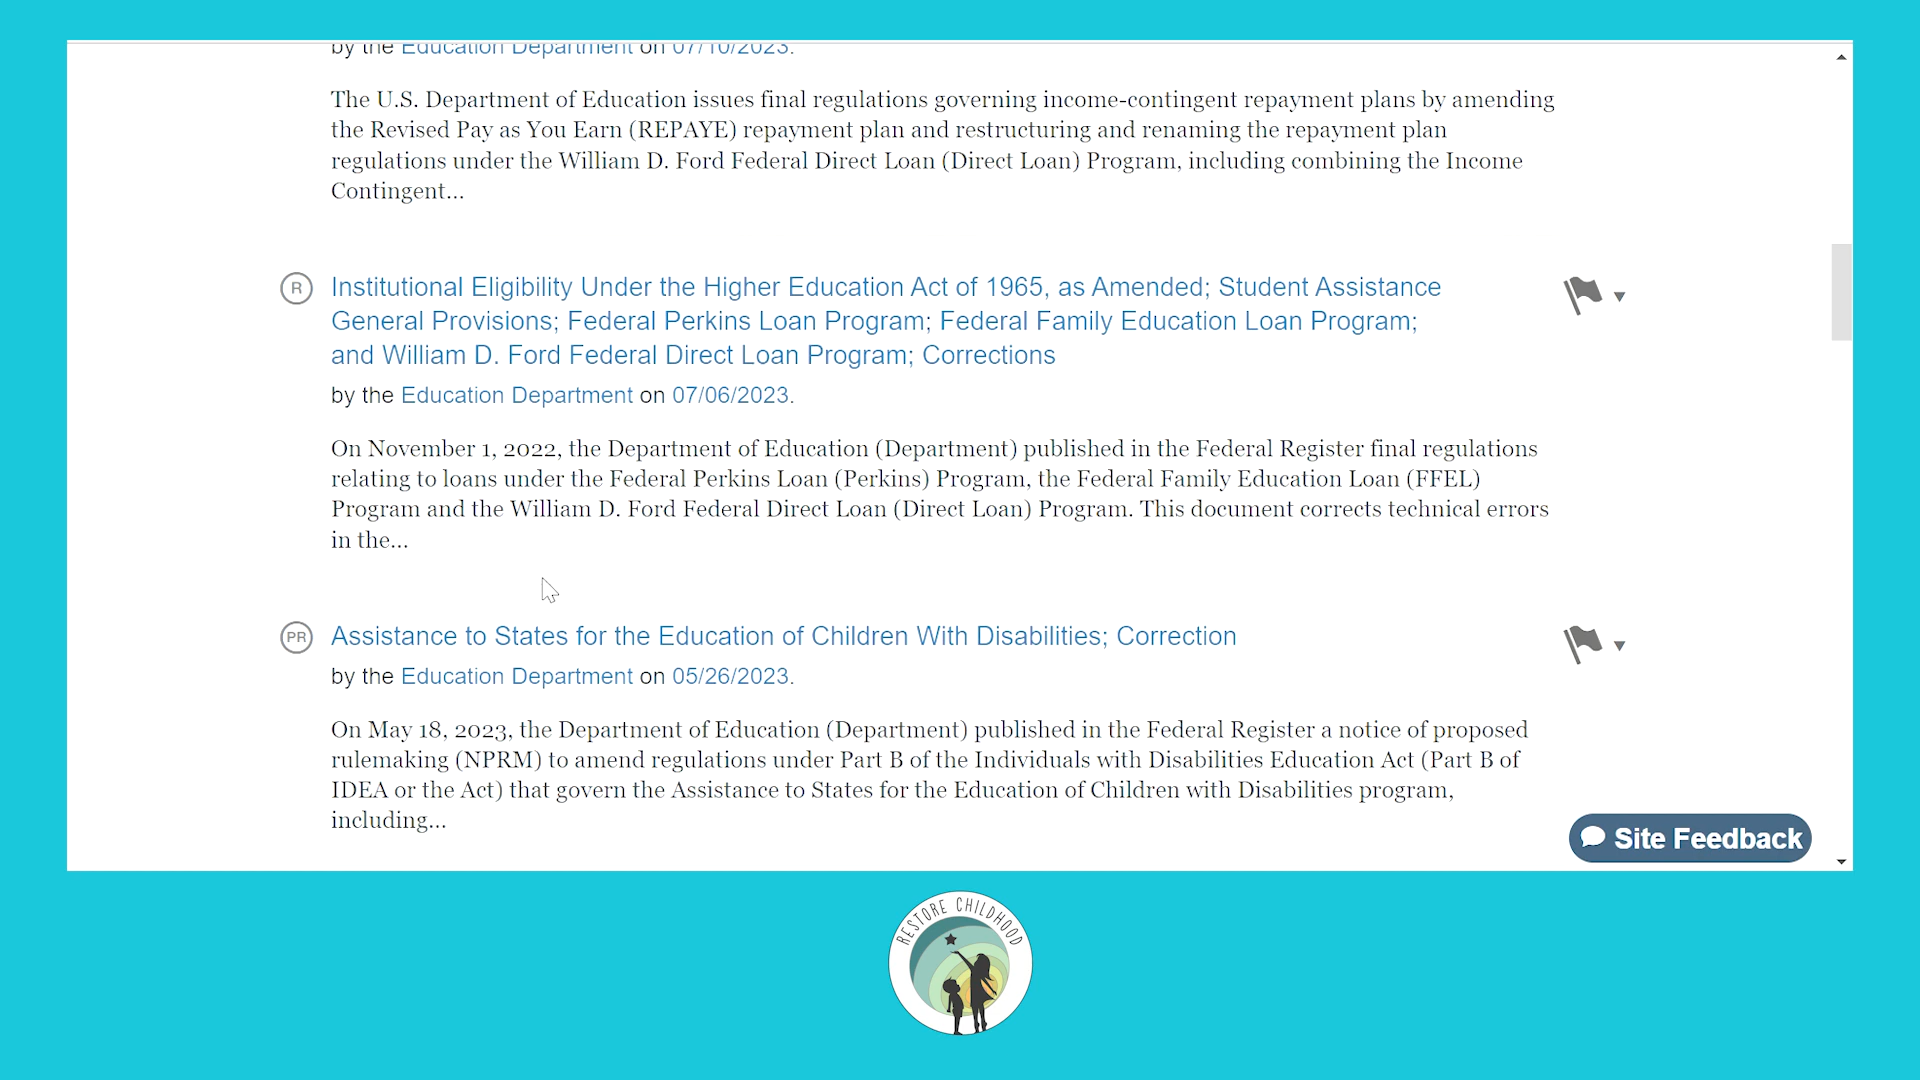 by the Education Department on 07/10/2023.
The U.S. Department of Education issues final regulations governing income-contingent repayment plans by amending
the Revised Pay as You Earn (REPAYE) repayment plan and restructuring and renaming the repayment plan
regulations under the William D. Ford Federal Direct Loan (Direct Loan) Program, including combining the Income
Contingent...
R
Institutional Eligibility Under the Higher Education Act of 1965, as Amended; Student Assistance
General Provisions; Federal Perkins Loan Program; Federal Family Education Loan Program;
and William D. Ford Federal Direct Loan Program; Corrections
by the Education Department on 07/06/2023.
On November 1, 2022, the Department of Education (Department) published in the Federal Register final regulations
relating to loans under the Federal Perkins Loan (Perkins) Program, the Federal Family Education Loan (FFEL)
Program and the William D. Ford Federal Direct Loan (Direct Loan) Program. This document corrects technical errors
in the...
PR
Assistance to States for the Education of Children With Disabilities; Correction
by the Education Department on 05/26/2023.
On May 18, 2023, the Department of Education (Department) published in the Federal Register a notice of proposed
rulemaking (NPRM) to amend regulations under Part B of the Individuals with Disabilities Education Act (Part B of
IDEA or the Act) that govern the Assistance to States for the Education of Children with Disabilities program,
including...
Site Feedback
RESTORE CHILDHOOD